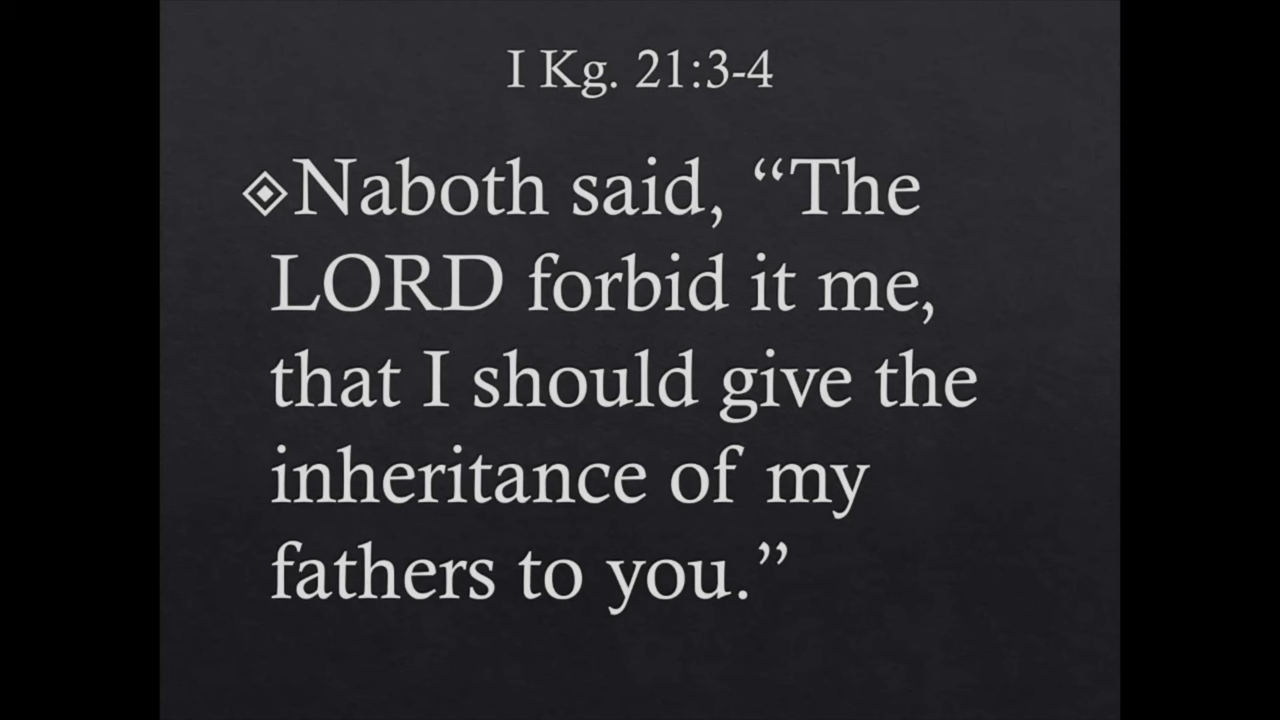 I Kg. 21:3-4
Naboth said, “The
LORD forbid it me,
that I should give the
inheritance of my
fathers to you.”